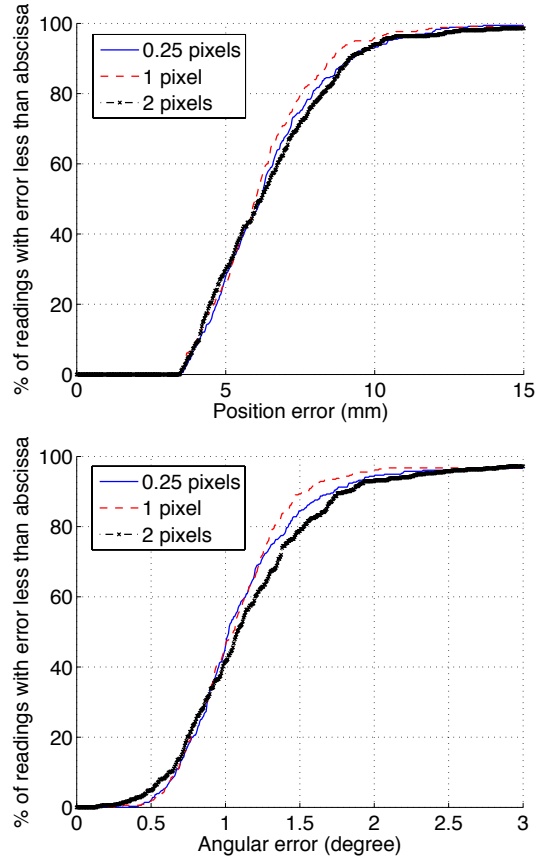 % of readings with error less than abscissa
100
80
60
40
20
0
0.25 pixels
1 pixel
2 pixels
0 5 10 15
Position error (mm)
% of readings with error less than abscissa
100
80
60
40
20
0
0.25 pixels
1 pixel
2 pixels
0 0.5 1 1.5 2 2.5 3
Angular error (degree)